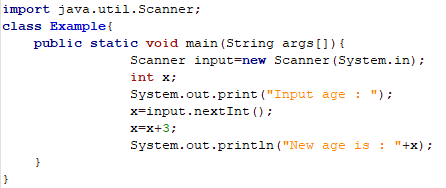 import java.util.Scanner;
class Example{
    public static void main(String args[]){
                Scanner input=new Scanner(System.in);
                int x;
                System.out.print("Input age : ");
                x=input.nextInt();
                x=x+3;
                System.out.println("New age is : "+x);
    }
}